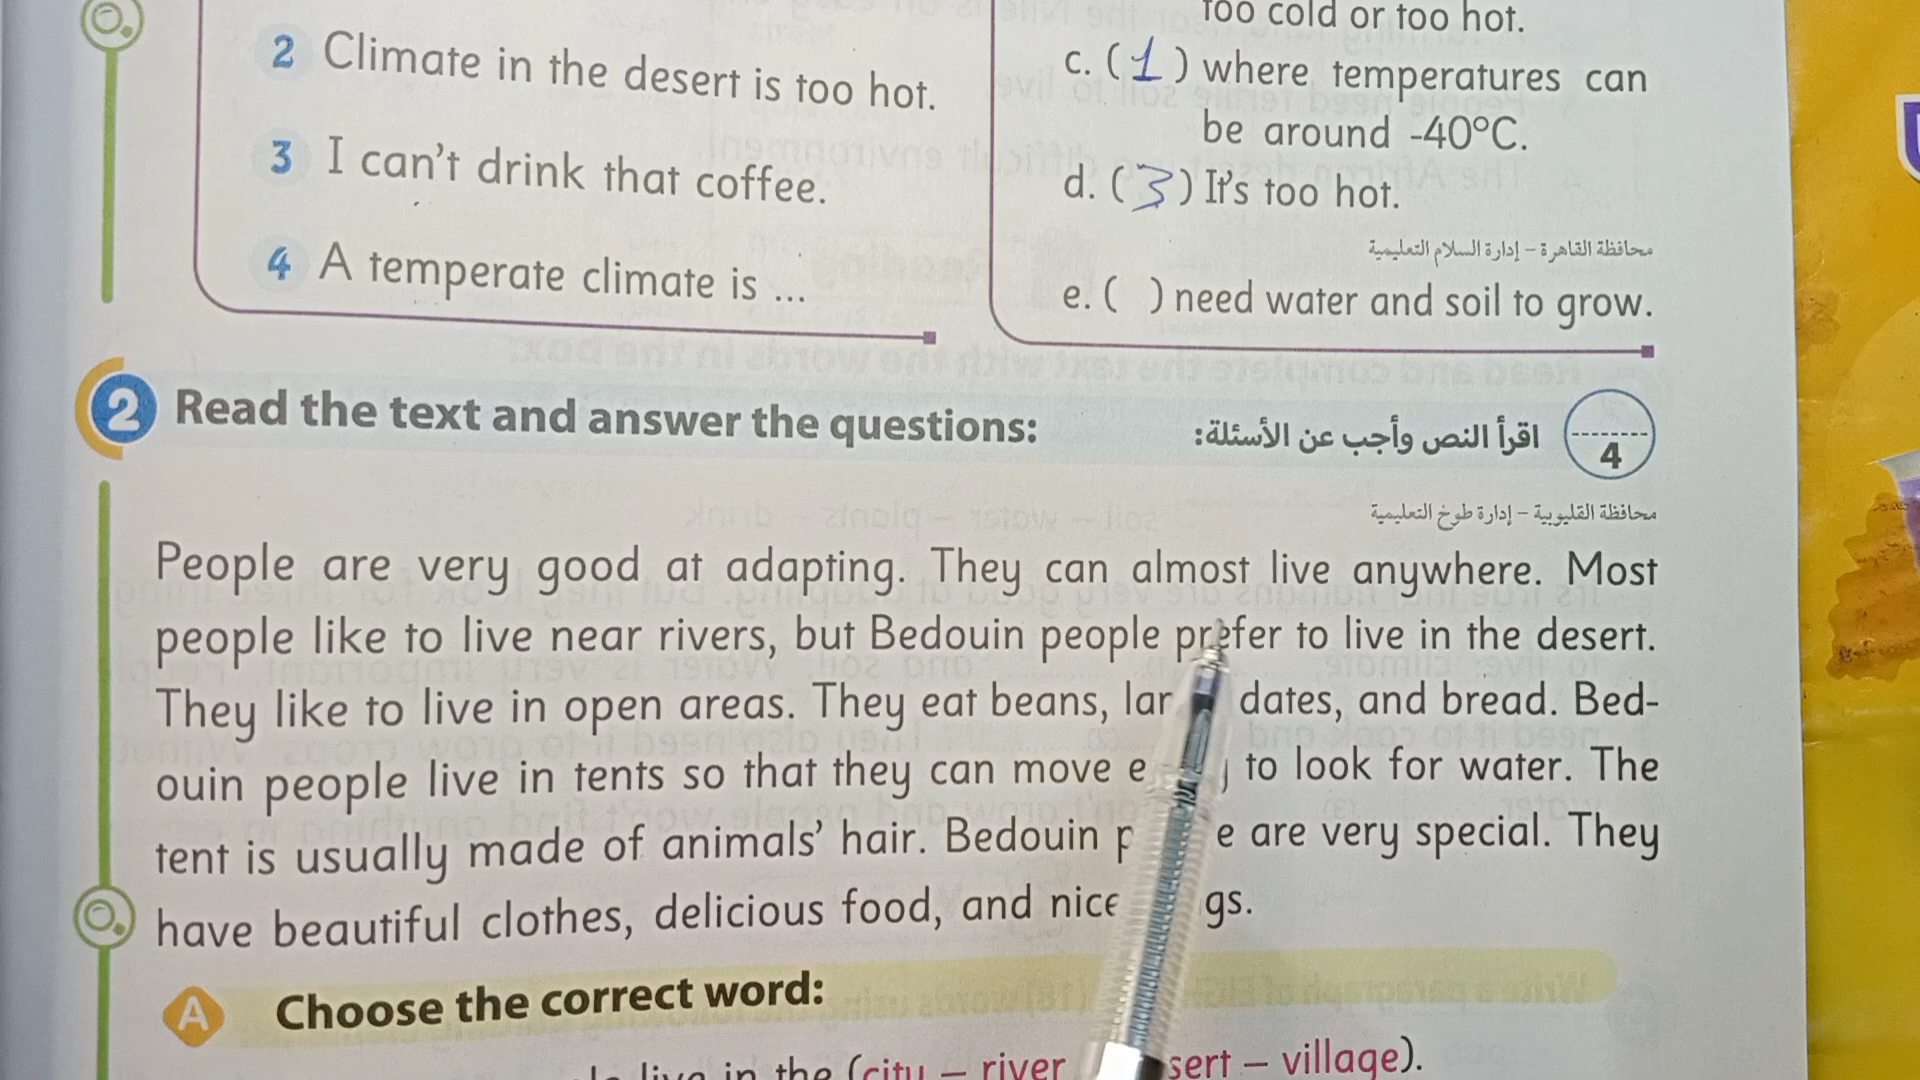 too cold or too hot.
2 Climate in the desert is too hot.
c. (1) where temperatures can
be around -40°C.
3 I can't drink that coffee.
d. (3) It's too hot.
محافظة القاهرة – إدارة السلام التعليمية
4 A temperate climate is ...
e. ( ) need water and soil to grow.
2 Read the text and answer the questions:
اقرأ النص وأجب عن الأسئلة:
4
محافظة القليوبية – إدارة طوخ التعليمية
People are very good at adapting. They can almost live anywhere. Most
people like to live near rivers, but Bedouin people prefer to live in the desert.
They like to live in open areas. They eat beans, dates, and bread. Bed-
ouin people live in tents so that they can move to look for water. The
tent is usually made of animals' hair. Bedouin are very special. They
have beautiful clothes, delicious food, and nice
A Choose the correct word:
live in the (city – river – village).